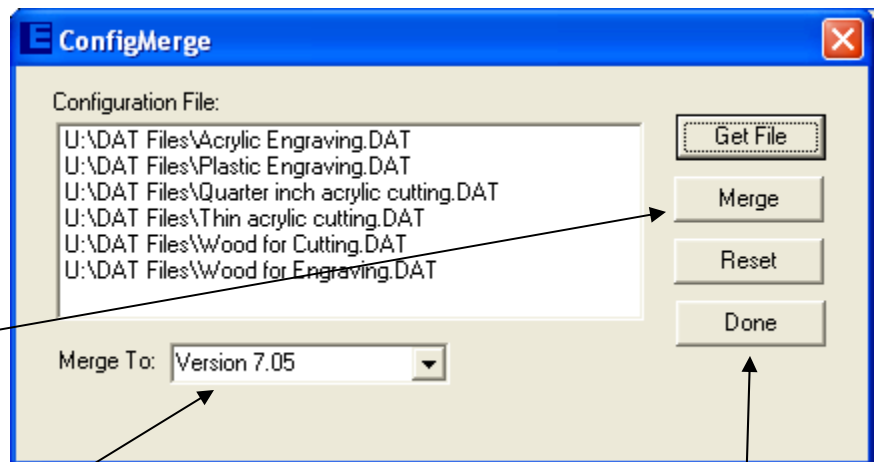 E ConfigMerge
Configuration File:
U:\DAT Files\Acrylic Engraving.DAT
U:\DAT Files\Plastic Engraving.DAT
U:\DAT Files\Quarter inch acrylic cutting.DAT
U:\DAT Files\Thin acrylic cutting.DAT
U:\DAT Files\Wood for Cutting.DAT
U:\DAT Files\Wood for Engraving.DAT
Get File
Merge
Reset
Done
Merge To: Version 7.05